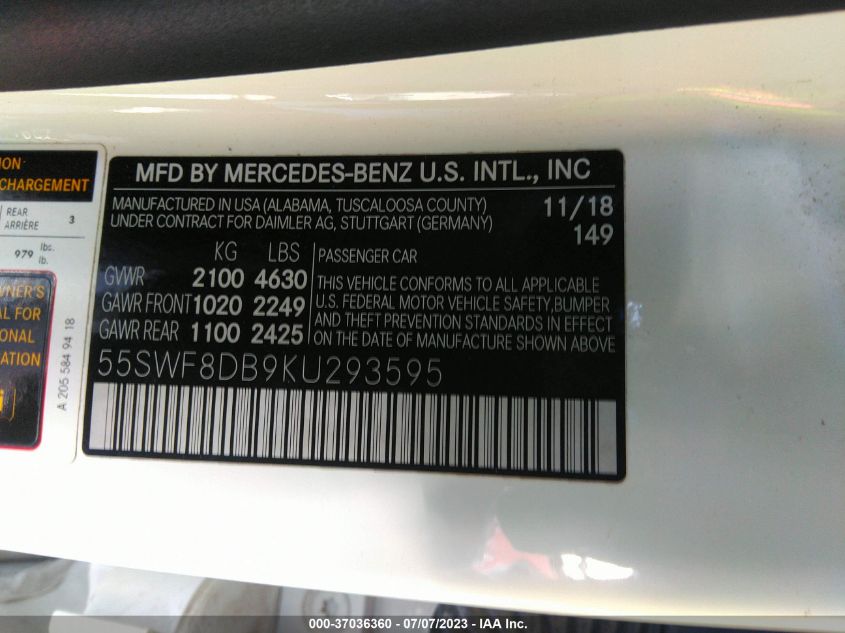 ION
CHARGEMENT
REAR
ARRIÈRE
3
979 lbs.
lb.
OWNER'S
FOR
ONAL
ATION
A 205 584 94 18
MFD BY MERCEDES-BENZ U.S. INTL., INC
MANUFACTURED IN USA (ALABAMA, TUSCALOOSA COUNTY) 11/18
UNDER CONTRACT FOR DAIMLER AG, STUTTGART (GERMANY) 149
KG LBS
GVWR 2100 4630
GAWR FRONT 1020 2249
GAWR REAR 1100 2425
PASSENGER CAR
THIS VEHICLE CONFORMS TO ALL APPLICABLE
U.S. FEDERAL MOTOR VEHICLE SAFETY, BUMPER
AND THEFT PREVENTION STANDARDS IN EFFECT
ON THE DATE OF MANUFACTURE SHOWN ABOVE.
55SWF8DB9KU293595
000-37036360 - 07/07/2023 - IAA Inc.